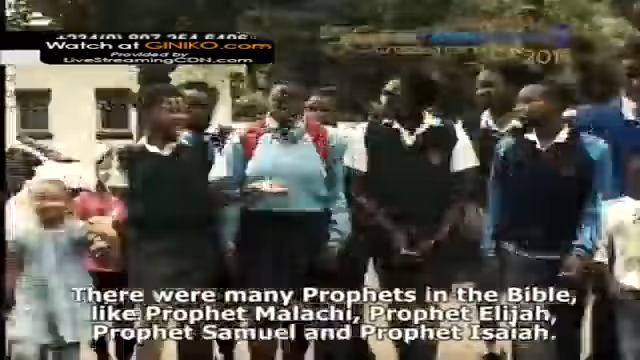 Watch at GINIKO.com
Provided by
LiveStreamingCDN.com
There were many Prophets in the Bible,
like Prophet Malachi, Prophet Elijah,
Prophet Samuel and Prophet Isaiah.